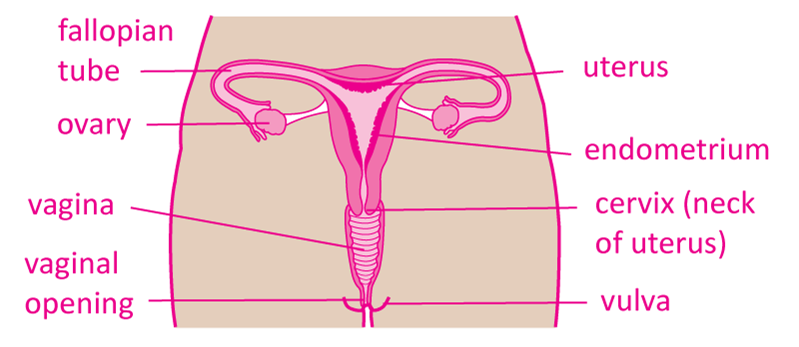 fallopian
tube
ovary
vagina
vaginal
opening
uterus
endometrium
cervix (neck
of uterus)
vulva